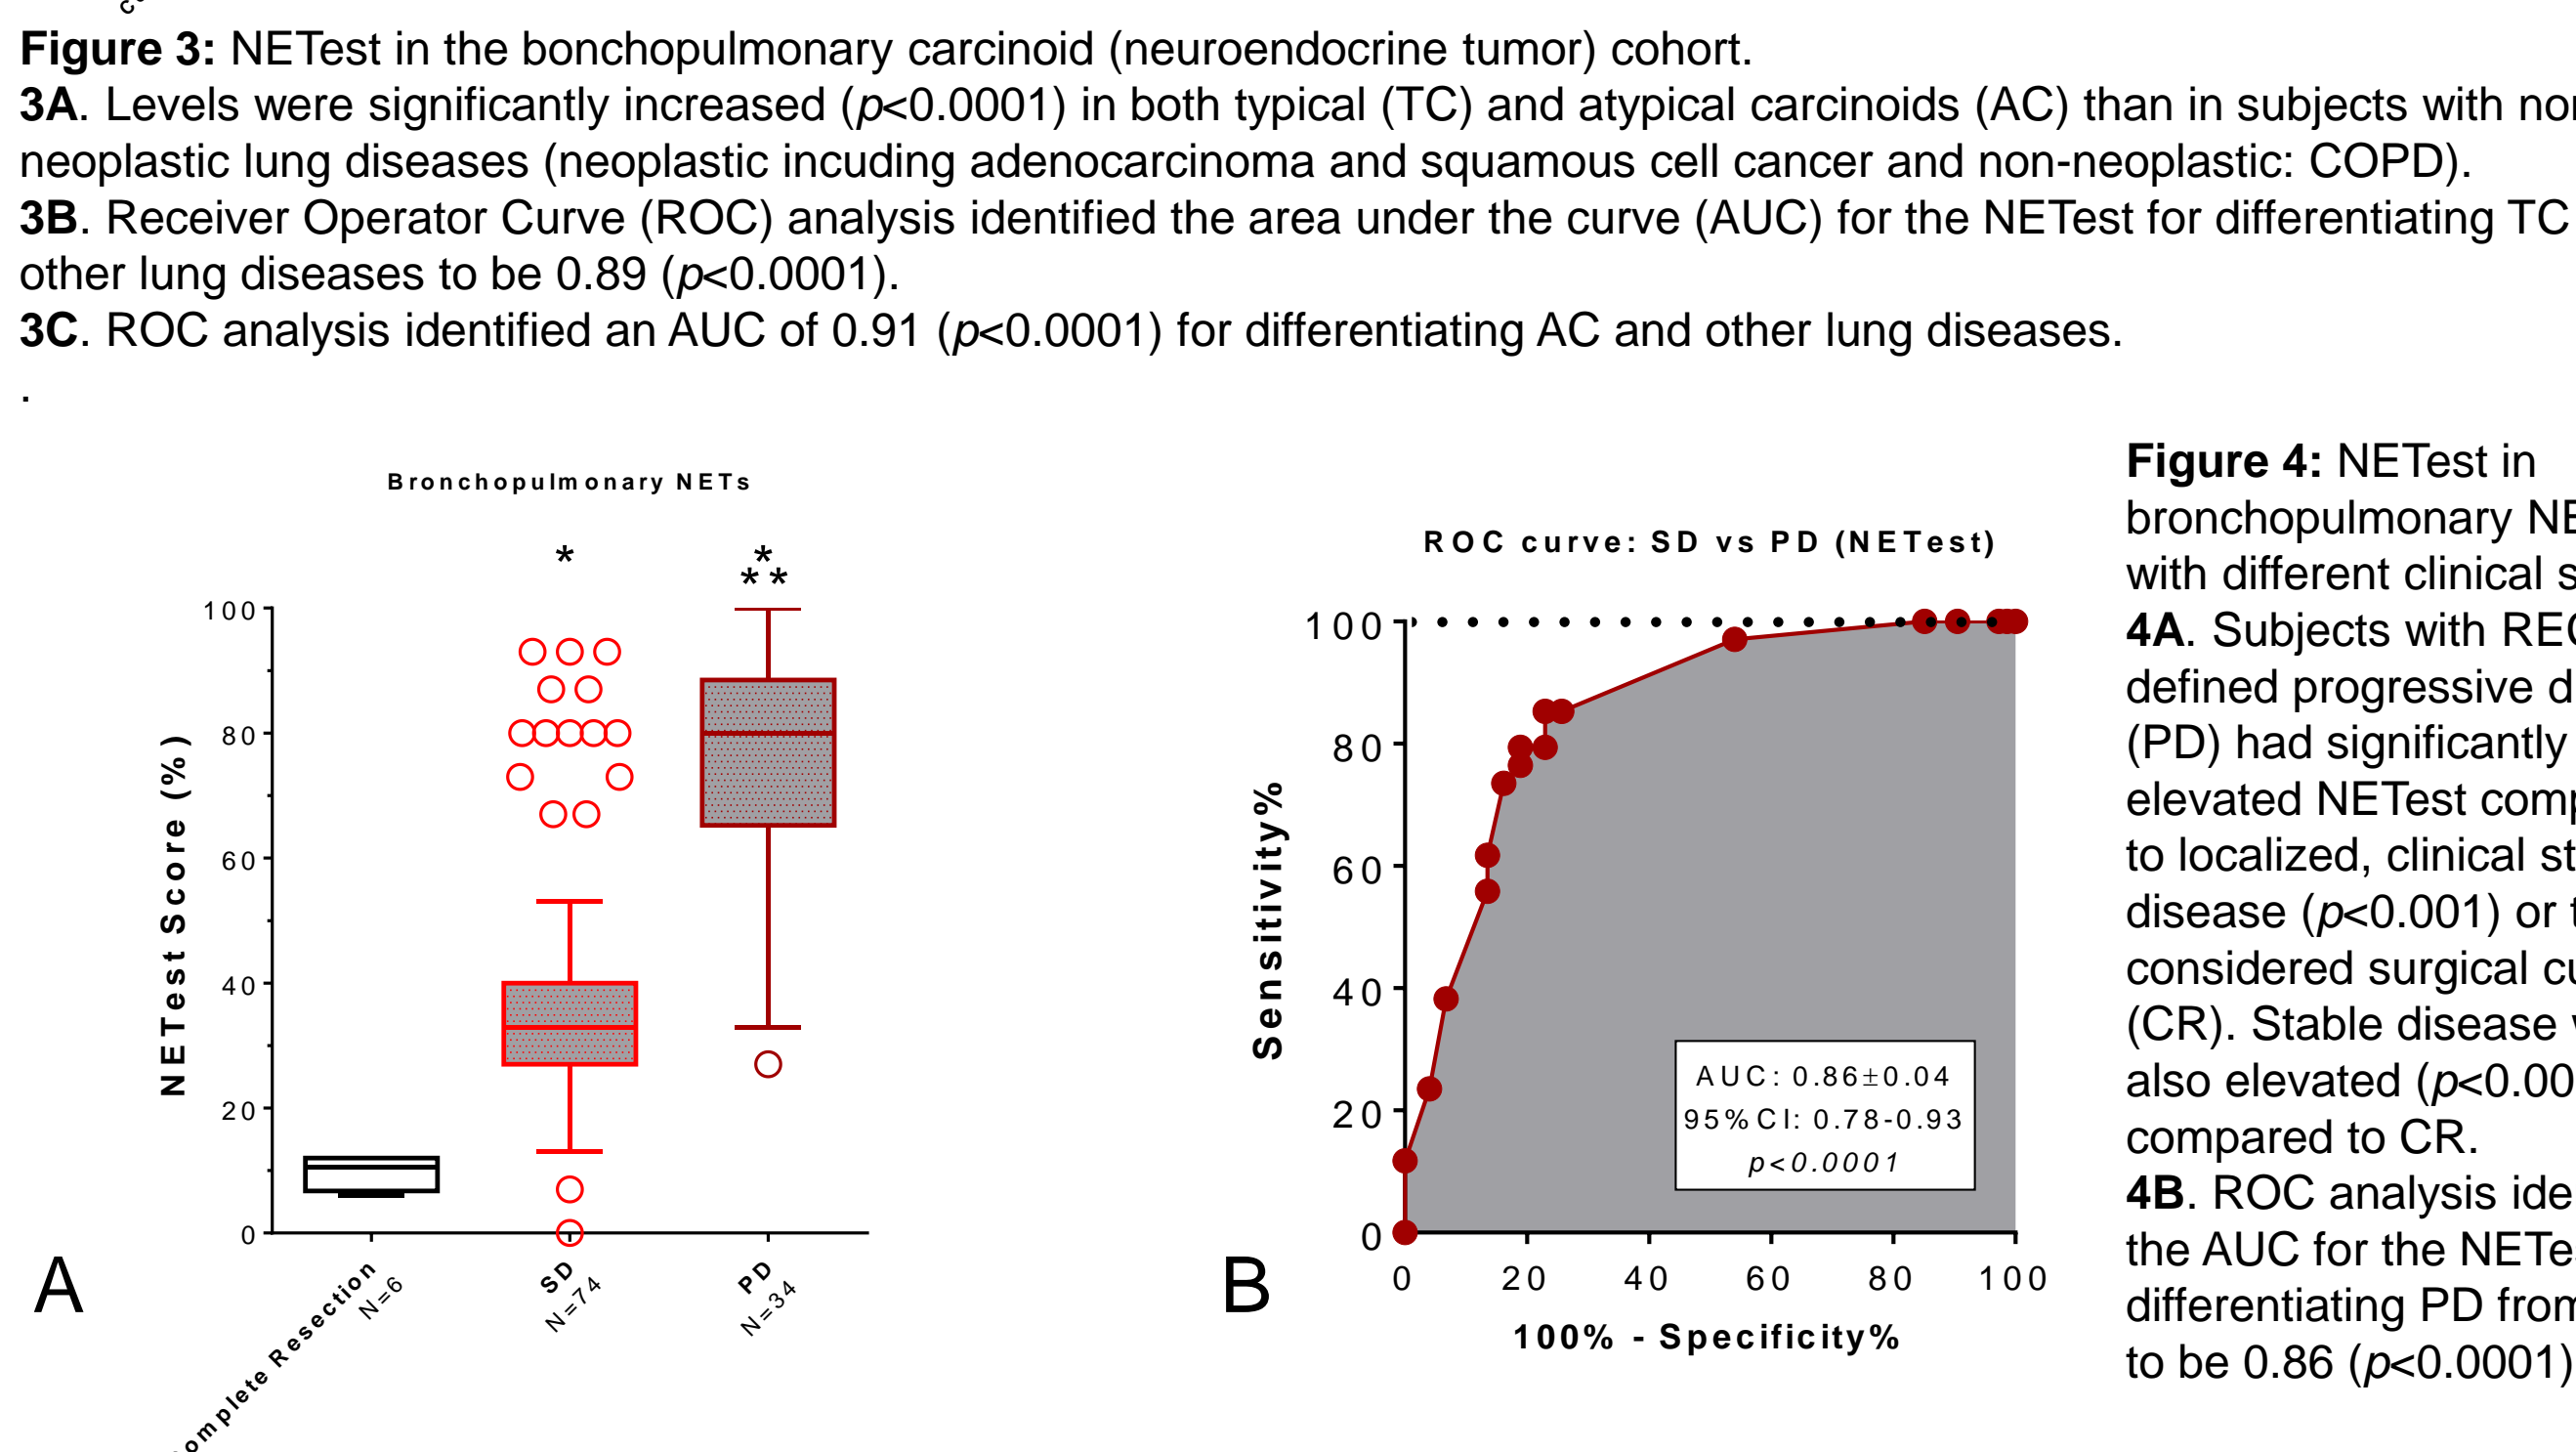 Figure 3: NETest in the bonchopulmonary carcinoid (neuroendocrine tumor) cohort.
3A. Levels were significantly increased (p<0.0001) in both typical (TC) and atypical carcinoids (AC) than in subjects with
neoplastic lung diseases (neoplastic incuding adenocarcinoma and squamous cell cancer and non-neoplastic: COPD).
3B. Receiver Operator Curve (ROC) analysis identified the area under the curve (AUC) for the NETest for differentiating TC
other lung diseases to be 0.89 (p<0.0001).
3C. ROC analysis identified an AUC of 0.91 (p<0.0001) for differentiating AC and other lung diseases.
.
Bronchopulmonary NETs
*
*
**
NETest Score (%)
100
80
60
40
20
0
Complete Resection
N=6
SD
N=74
PD
N=34
A
ROC curve: SD vs PD (NETest)
Sensitivity%
100
80
60
40
20
0
AUC: 0.86±0.04
95%CI: 0.78-0.93
p<0.0001
0 20 40 60 80 100
100% - Specificity%
B
Figure 4: NETest in
bronchopulmonary
with different clinical
4A. Subjects with
defined progressive
(PD) had significantly
elevated NETest
to localized, clinical
disease (p<0.001) or
considered surgical
(CR). Stable disease
also elevated (p<0.00
compared to CR.
4B. ROC analysis
the AUC for the
differentiating PD
to be 0.86 (p<0.0001)